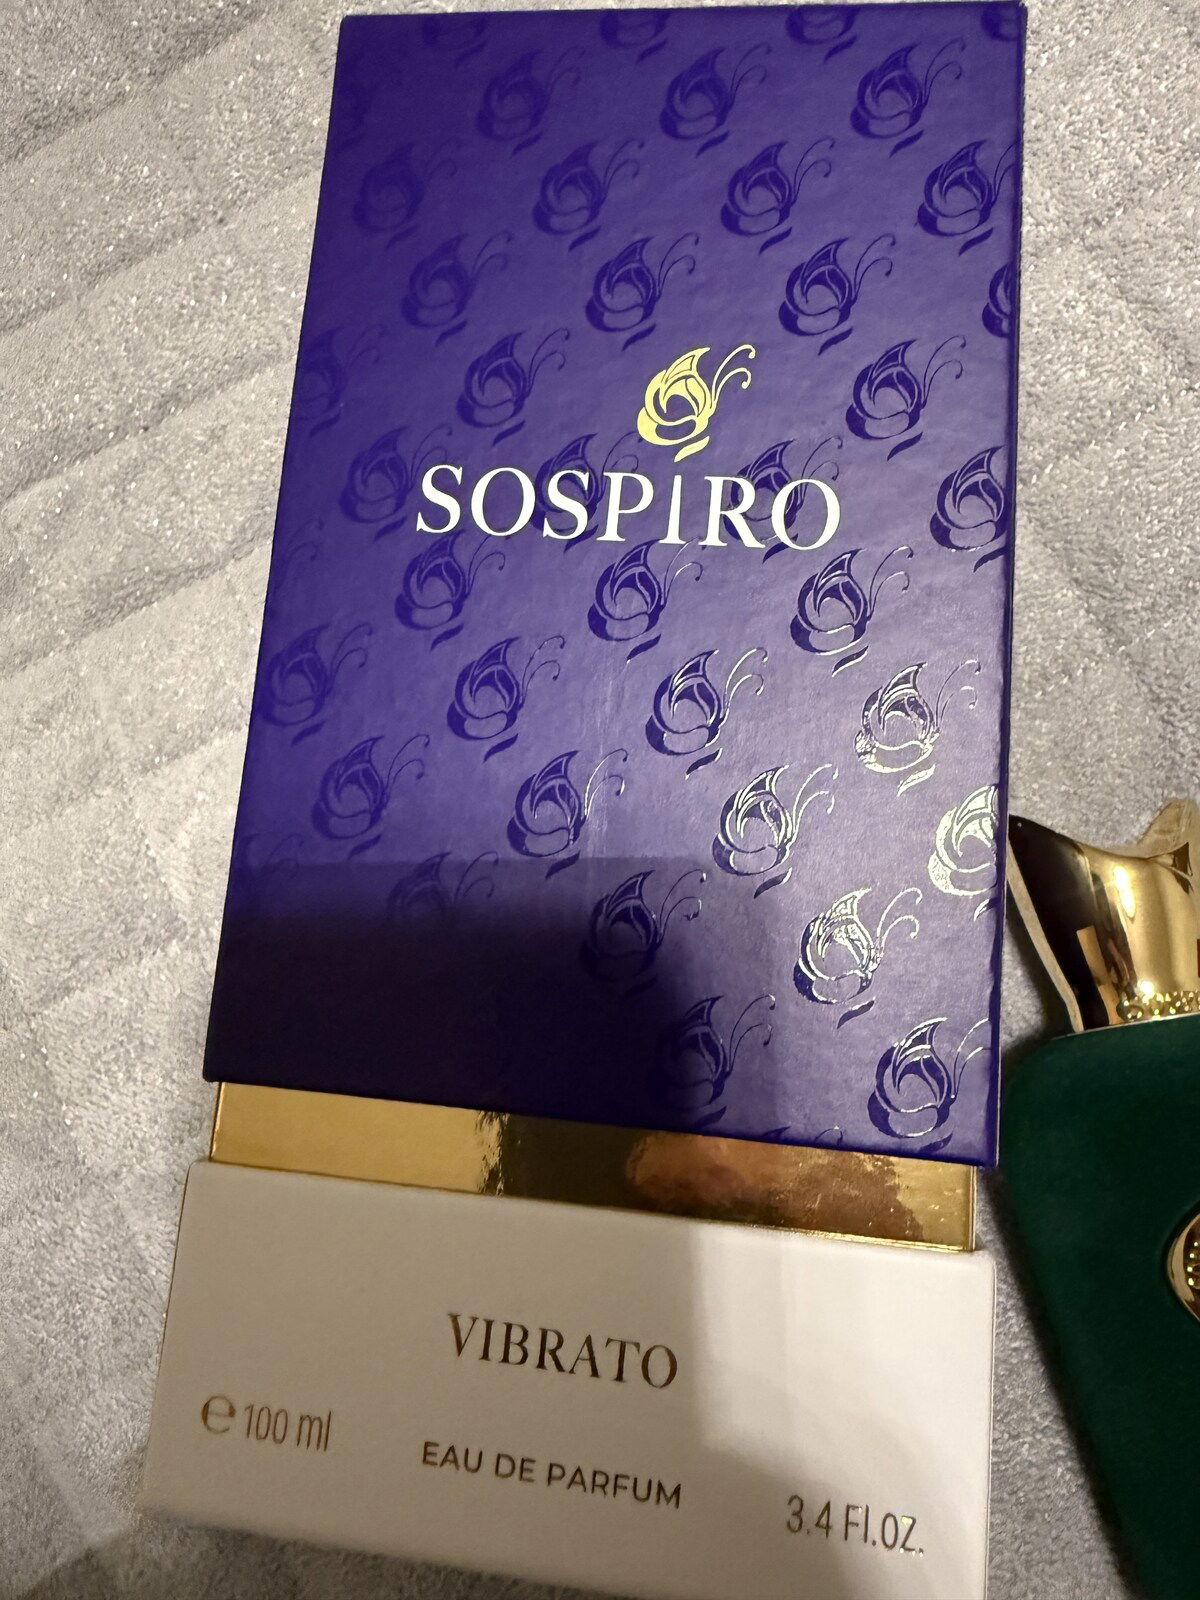 SOSPIRO
VIBRATO
℮ 100 ml
EAU DE PARFUM
3.4 Fl.OZ.